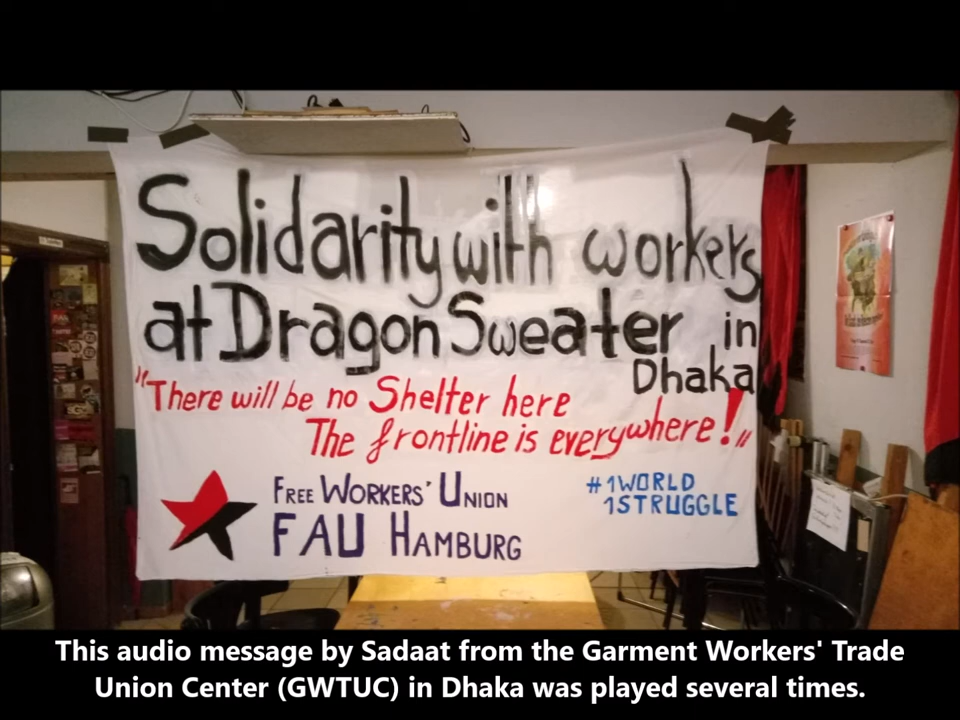 Solidarity with workers
at Dragon Sweater in
Dhaka
"There will be no Shelter here
The frontline is everywhere!"
FREE WORKERS' UNION
FAU HAMBURG
#1WORLD
1STRUGGLE
This audio message by Sadaat from the Garment Workers' Trade
Union Center (GWTUC) in Dhaka was played several times.